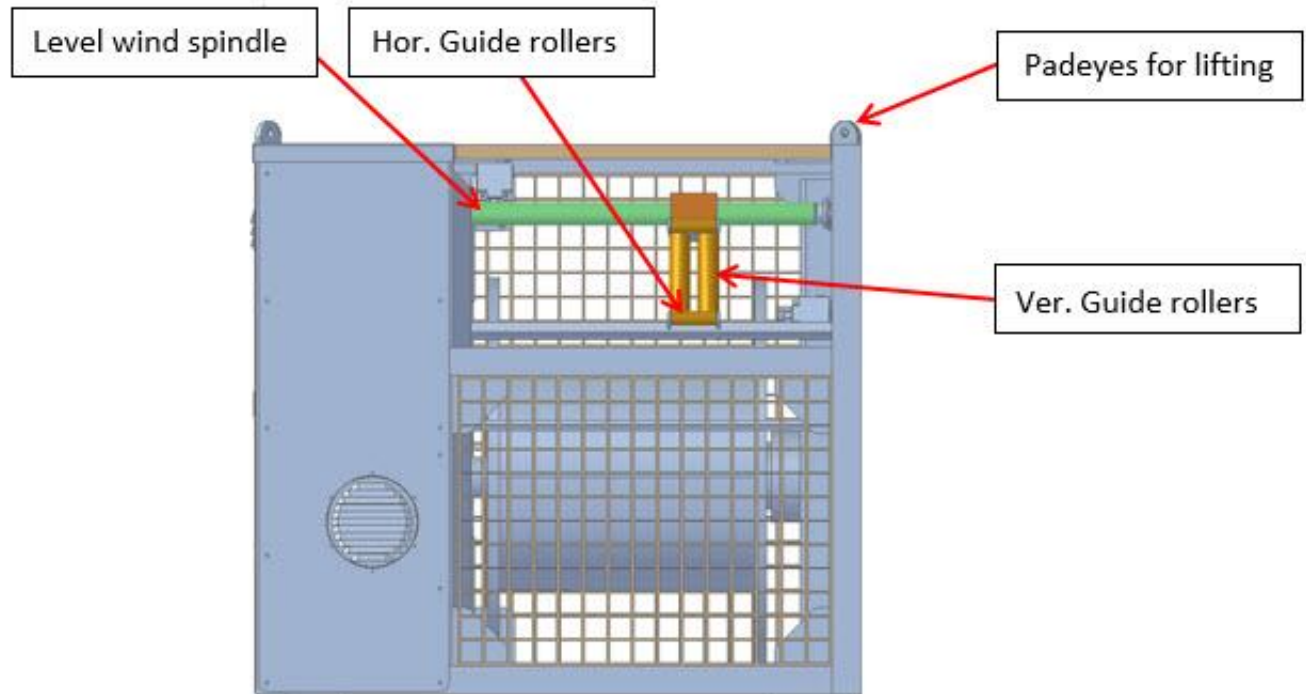 Level wind spindle
Hor. Guide rollers
Padeyes for lifting
Ver. Guide rollers